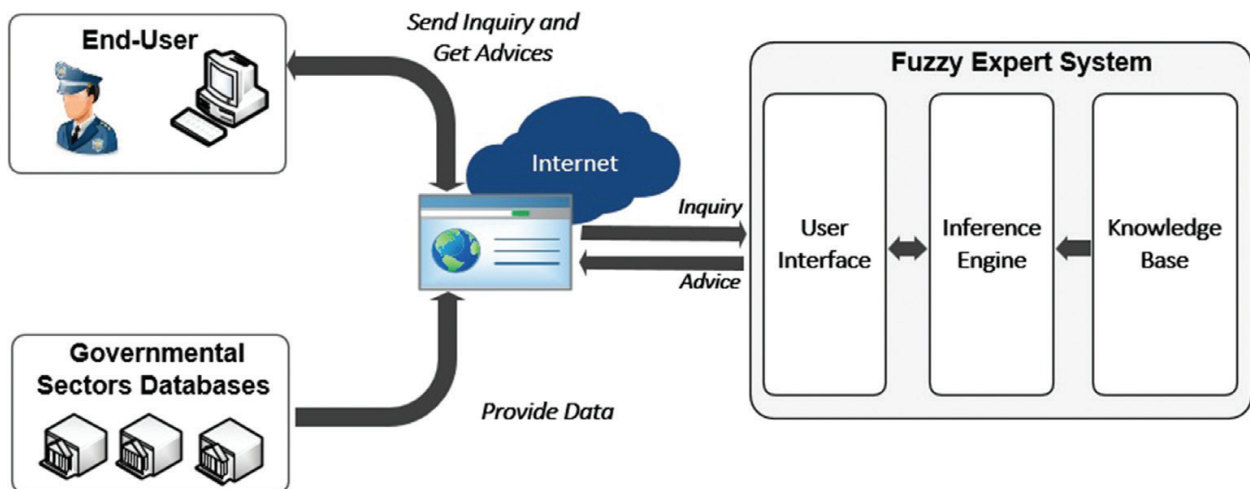 End-User
Send Inquiry and
Get Advices
Internet
Inquiry
Advice
Governmental
Sectors Databases
Provide Data
Fuzzy Expert System
User
Interface
Inference
Engine
Knowledge
Base